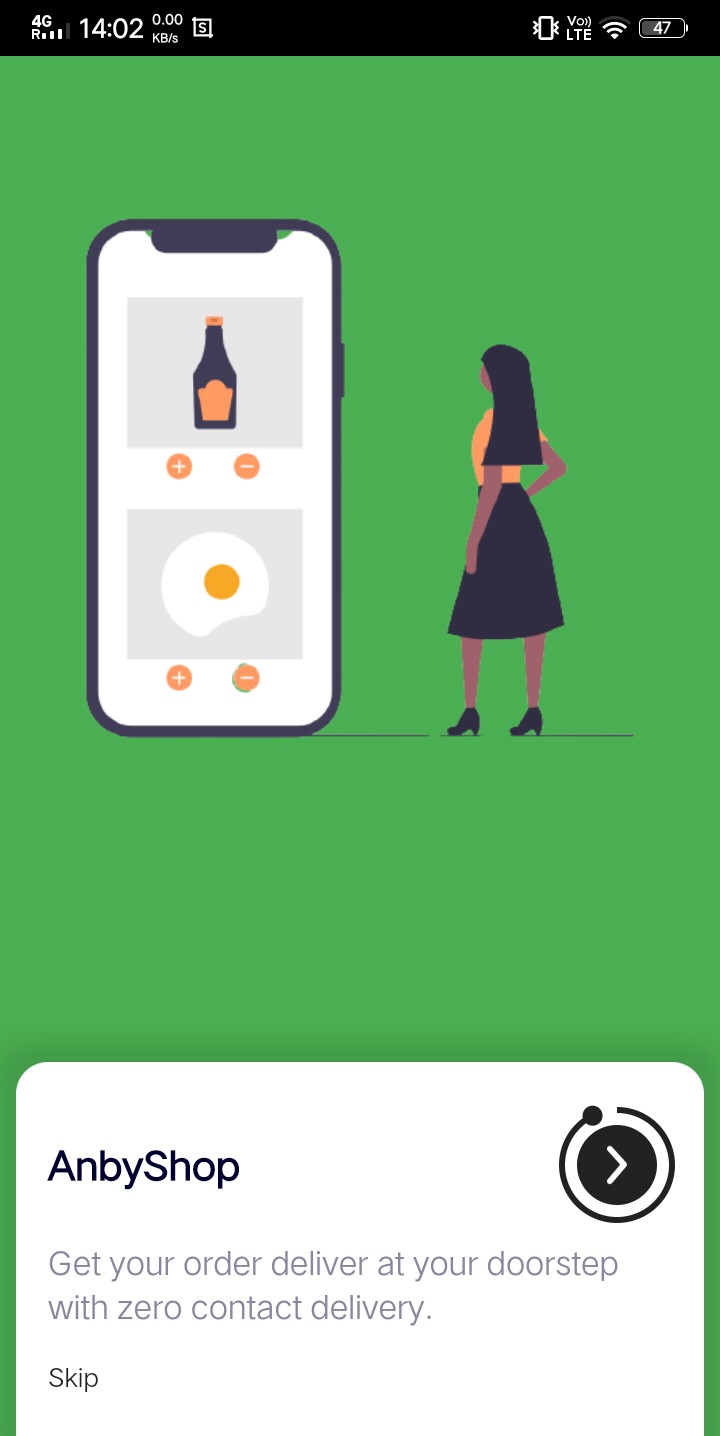 4G
R
14:02
0.00
KB/s
S
Vo))
LTE
47
AnbyShop
Get your order deliver at your doorstep
with zero contact delivery.
Skip